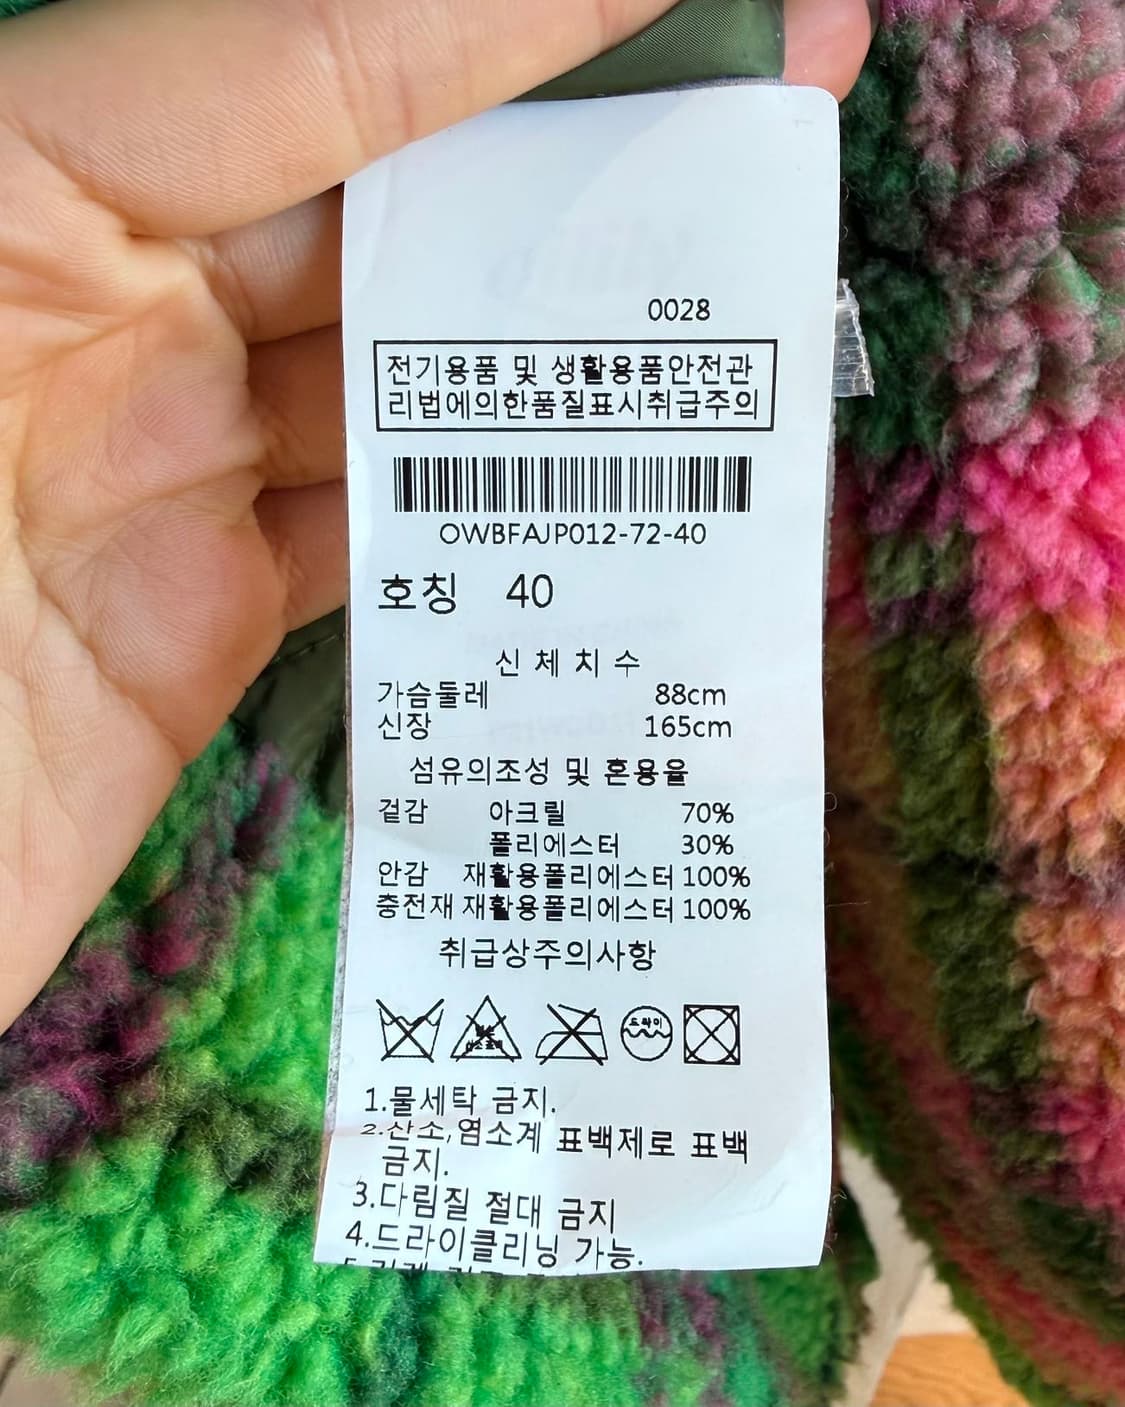 0028
전기용품 및 생활용품안전관
리법에의한품질표시취급주의
OWBFAJP012-72-40
호칭 40
신체치수
가슴둘레 88cm
신장 165cm
섬유의조성 및 혼용율
겉감 아크릴 70%
폴리에스터 30%
안감 재활용폴리에스터 100%
충전재 재활용폴리에스터 100%
취급상주의사항
드라이
1.물세탁 금지.
2.산소,염소계 표백제로 표백
금지.
3.다림질 절대 금지
4.드라이클리닝 가능.